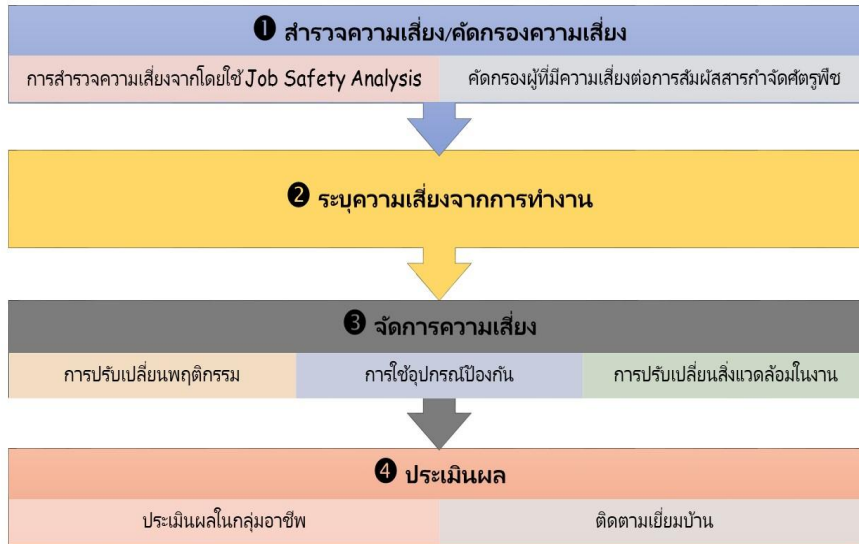 ❶ สำรวจความเสี่ยง/คัดกรองความเสี่ยง
การสำรวจความเสี่ยงจากโดยใช้ Job Safety Analysis
คัดกรองผู้ที่มีความเสี่ยงต่อการสัมผัสสารกำจัดศัตรูพืช
❷ ระบุความเสี่ยงจากการทำงาน
❸ จัดการความเสี่ยง
การปรับเปลี่ยนพฤติกรรม
การใช้อุปกรณ์ป้องกัน
การปรับเปลี่ยนสิ่งแวดล้อมในงาน
❹ ประเมินผล
ประเมินผลในกลุ่มอาชีพ
ติดตามเยี่ยมบ้าน